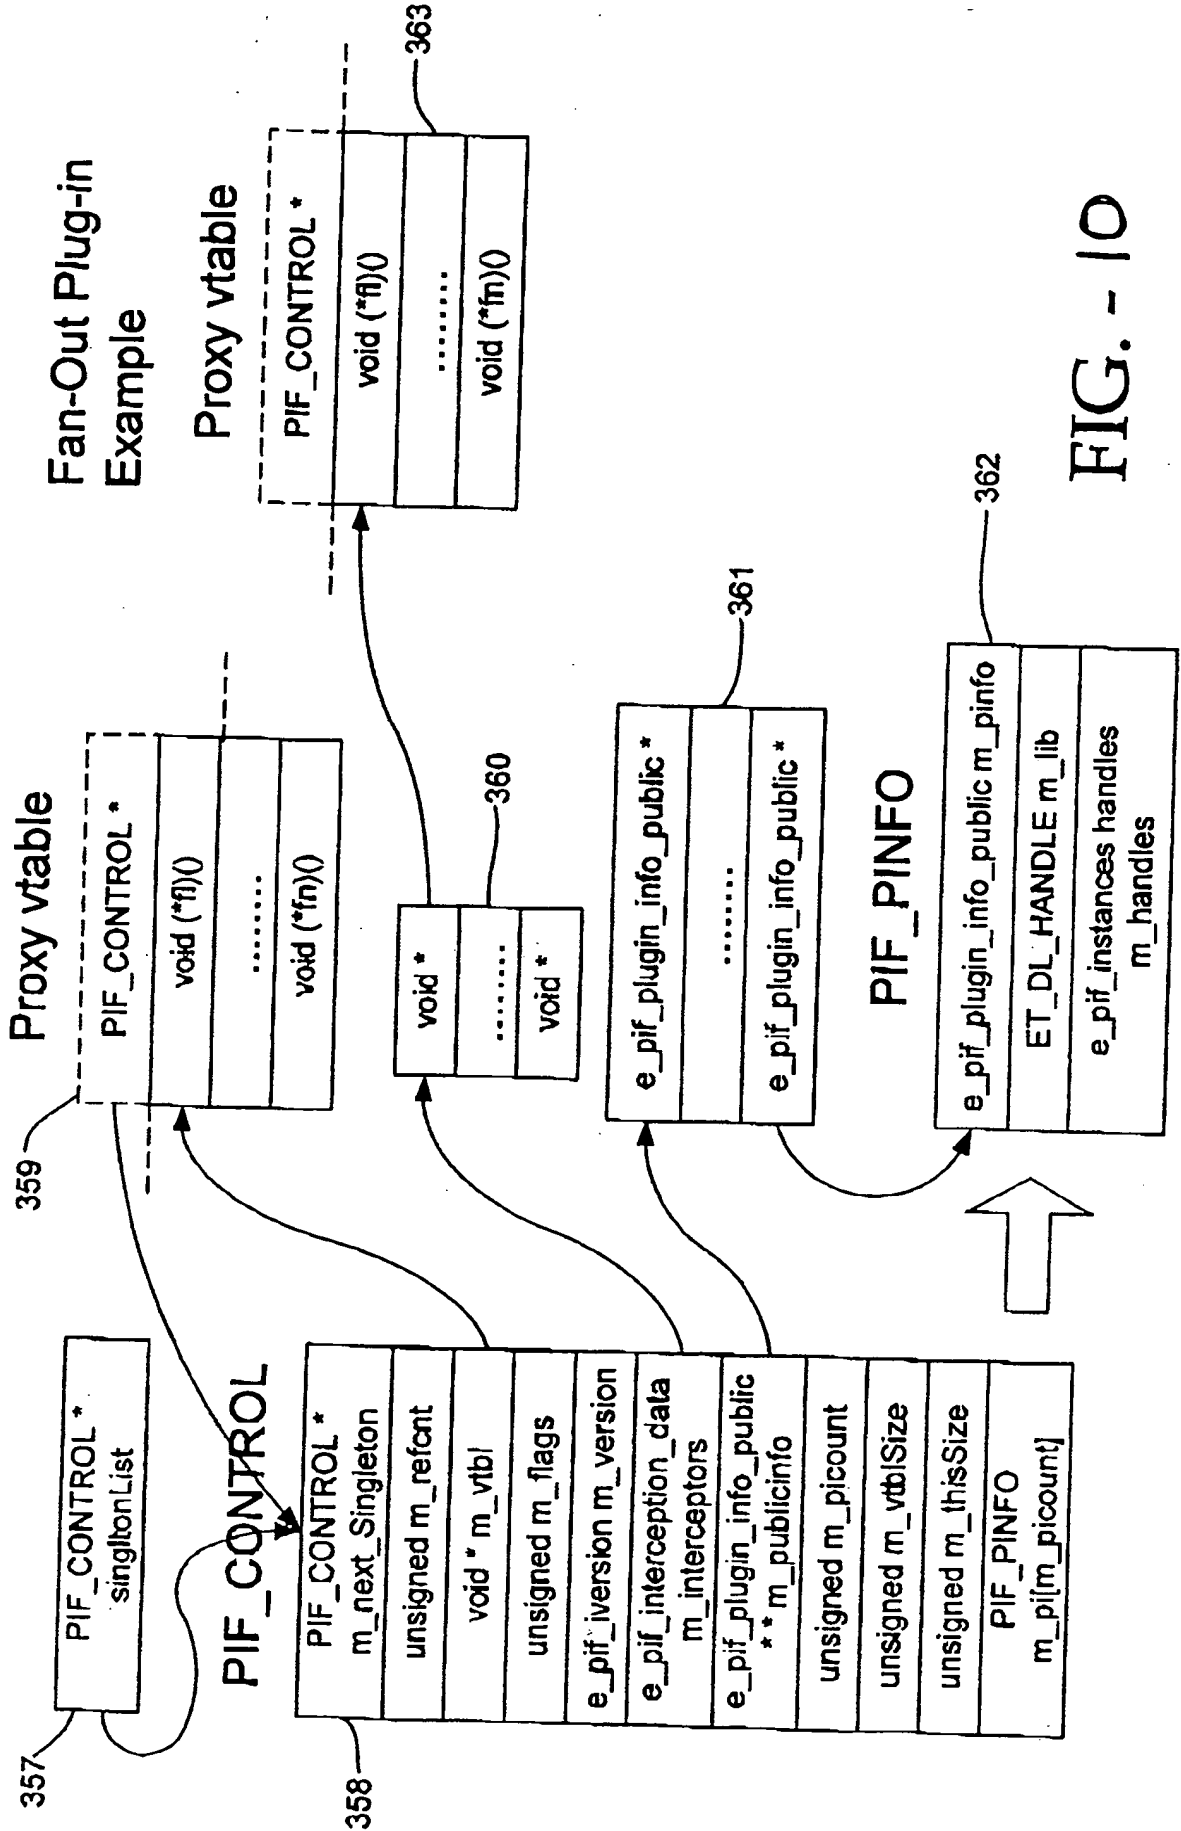 Fan-Out Plug-in
Example
357
PIF_CONTROL *
singltonList
PIF_CONTROL
358
PIF_CONTROL *
m_next_Singleton
unsigned m_refcnt
void * m_vtbl
unsigned m_flags
e_pif_iversion m_version
e_pif_interception_data
m_interceptors
e_pif_plugin_info_public
* * m_publicinfo
unsigned m_picount
unsigned m_vtblSize
unsigned m_thisSize
PIF_PINFO
m_pi[m_picount]
Proxy vtable
359
PIF_CONTROL *
void (*fl)()
........
void (*fn)()
360
void *
........
void *
361
e_pif_plugin_info_public *
........
e_pif_plugin_info_public *
PIF_PINFO
362
e_pif_plugin_info_public m_pinfo
ET_DL_HANDLE m_lib
e_pif_instances handles
m_handles
Proxy vtable
363
PIF_CONTROL *
void (*fl)()
........
void (*fn)()
FIG. - 10